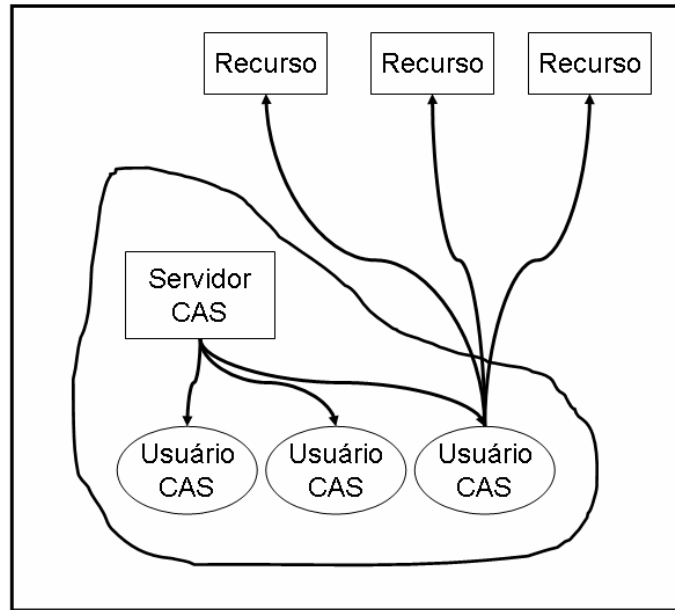 Recurso
Recurso
Recurso
Servidor
CAS
Usuário
CAS
Usuário
CAS
Usuário
CAS